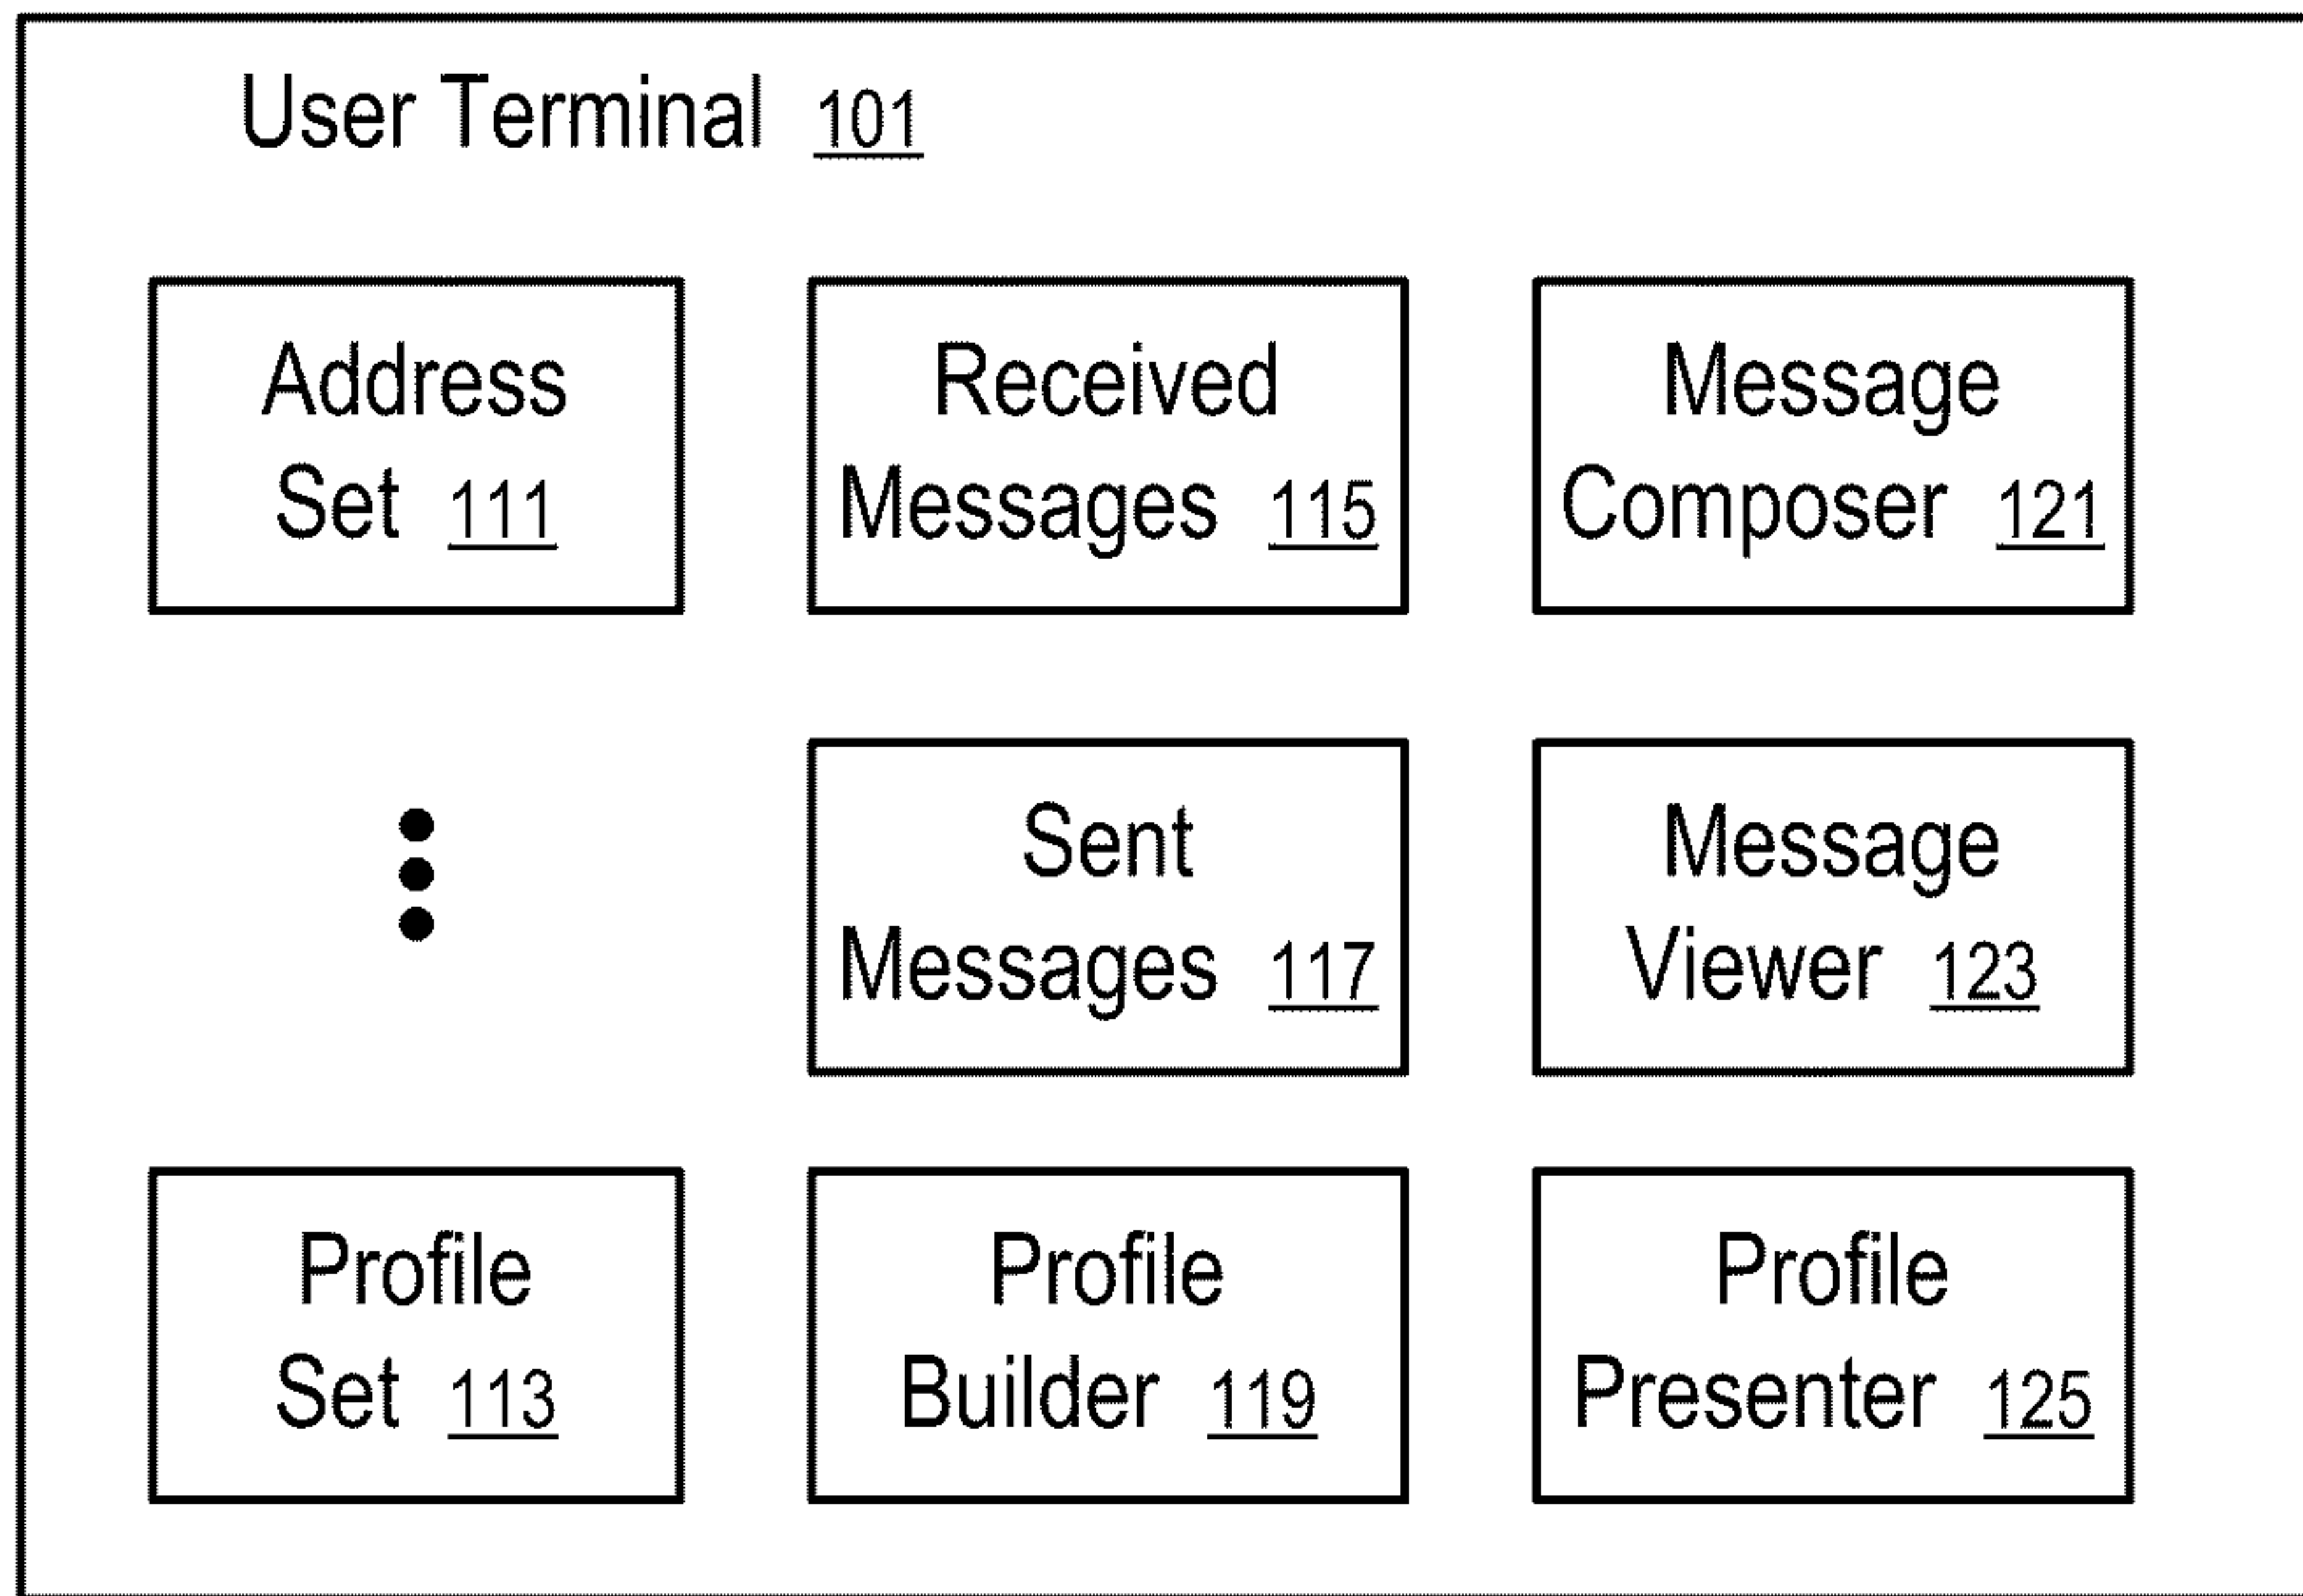 User Terminal 101
Address
Set 111
Received
Messages 115
Message
Composer 121
Sent
Messages 117
Message
Viewer 123
Profile
Set 113
Profile
Builder 119
Profile
Presenter 125